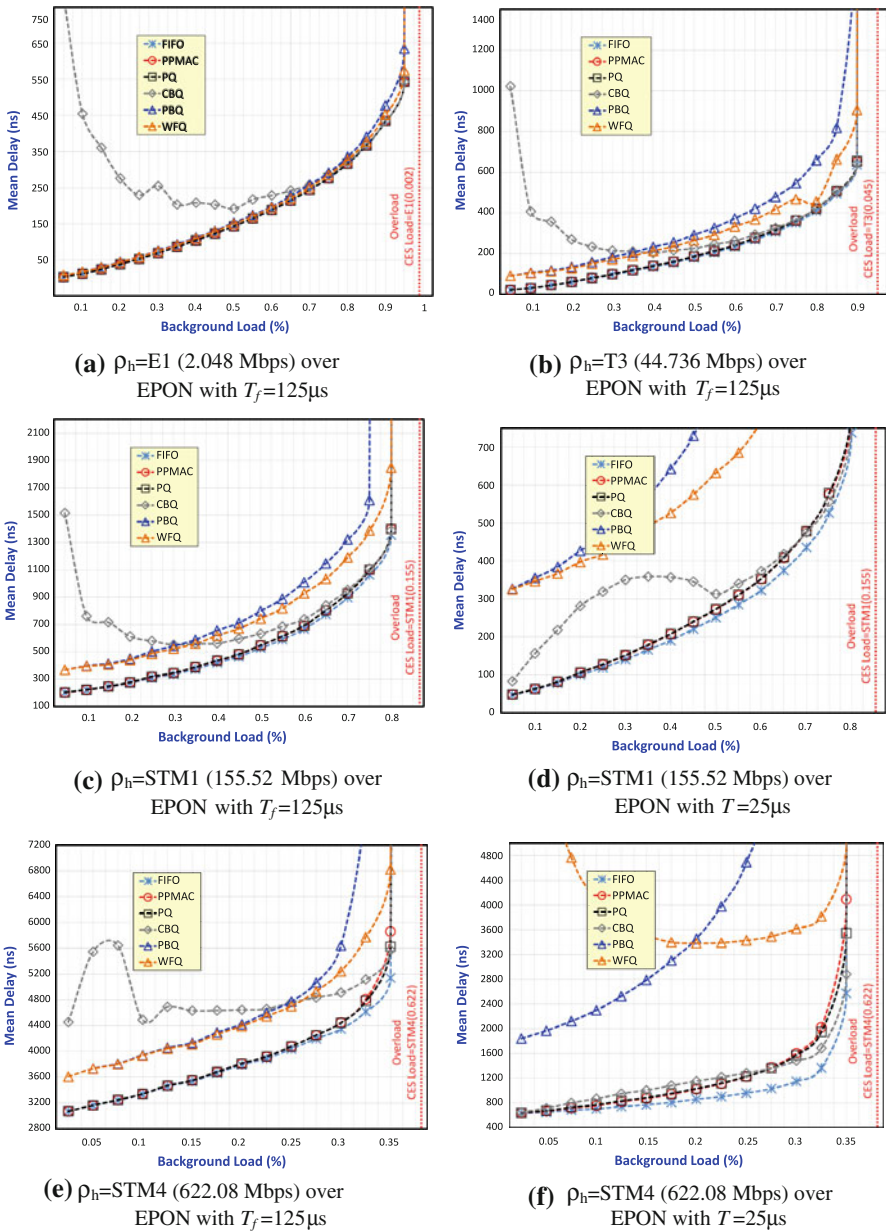 750
650
550
450
350
250
150
50
Mean Delay (ns)
FIFO
PPMAC
PQ
CBQ
PBQ
WFQ
Overload
CES Load=E1(0.002)
0.1 0.2 0.3 0.4 0.5 0.6 0.7 0.8 0.9 1
Background Load (%)
(a) ρh=E1 (2.048 Mbps) over
EPON with Tf=125μs
1400
1200
1000
800
600
400
200
0
Mean Delay (ns)
FIFO
PPMAC
PQ
CBQ
PBQ
WFQ
Overload
CES Load=T3(0.045)
0.1 0.2 0.3 0.4 0.5 0.6 0.7 0.8 0.9
Background Load (%)
(b) ρh=T3 (44.736 Mbps) over
EPON with Tf=125μs
2100
1900
1700
1500
1300
1100
900
700
500
300
100
Mean Delay (ns)
FIFO
PPMAC
PQ
CBQ
PBQ
WFQ
Overload
CES Load=STM1(0.155)
0.1 0.2 0.3 0.4 0.5 0.6 0.7 0.8
Background Load (%)
(c) ρh=STM1 (155.52 Mbps) over
EPON with Tf=125μs
700
600
500
400
300
200
100
0
Mean Delay (ns)
FIFO
PPMAC
PQ
CBQ
PBQ
WFQ
Overload
CES Load=STM1(0.155)
0.1 0.2 0.3 0.4 0.5 0.6 0.7 0.8
Background Load (%)
(d) ρh=STM1 (155.52 Mbps) over
EPON with T=25μs
7200
6800
6400
6000
5600
5200
4800
4400
4000
3600
3200
2800
Mean Delay (ns)
FIFO
PPMAC
PQ
CBQ
PBQ
WFQ
Overload
CES Load=STM4(0.622)
0.05 0.1 0.15 0.2 0.25 0.3 0.35
Background Load (%)
(e) ρh=STM4 (622.08 Mbps) over
EPON with Tf=125μs
4800
4400
4000
3600
3200
2800
2400
2000
1600
1200
800
400
Mean Delay (ns)
FIFO
PPMAC
PQ
CBQ
PBQ
WFQ
Overload
CES Load=STM4(0.622)
0.05 0.1 0.15 0.2 0.25 0.3 0.35
Background Load (%)
(f) ρh=STM4 (622.08 Mbps) over
EPON with T=25μs